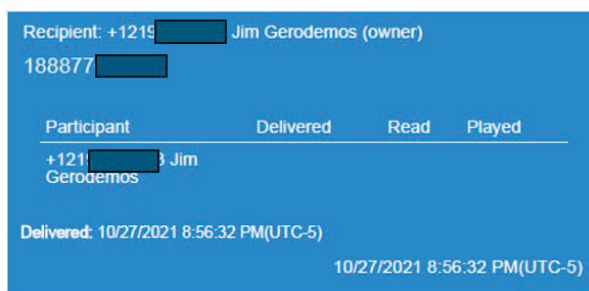 Recipient: +1219 Jim Gerodemos (owner)
188877
Participant Delivered Read Played
+121 3 Jim
Gerodemos
Delivered: 10/27/2021 8:56:32 PM(UTC-5)
10/27/2021 8:56:32 PM(UTC-5)